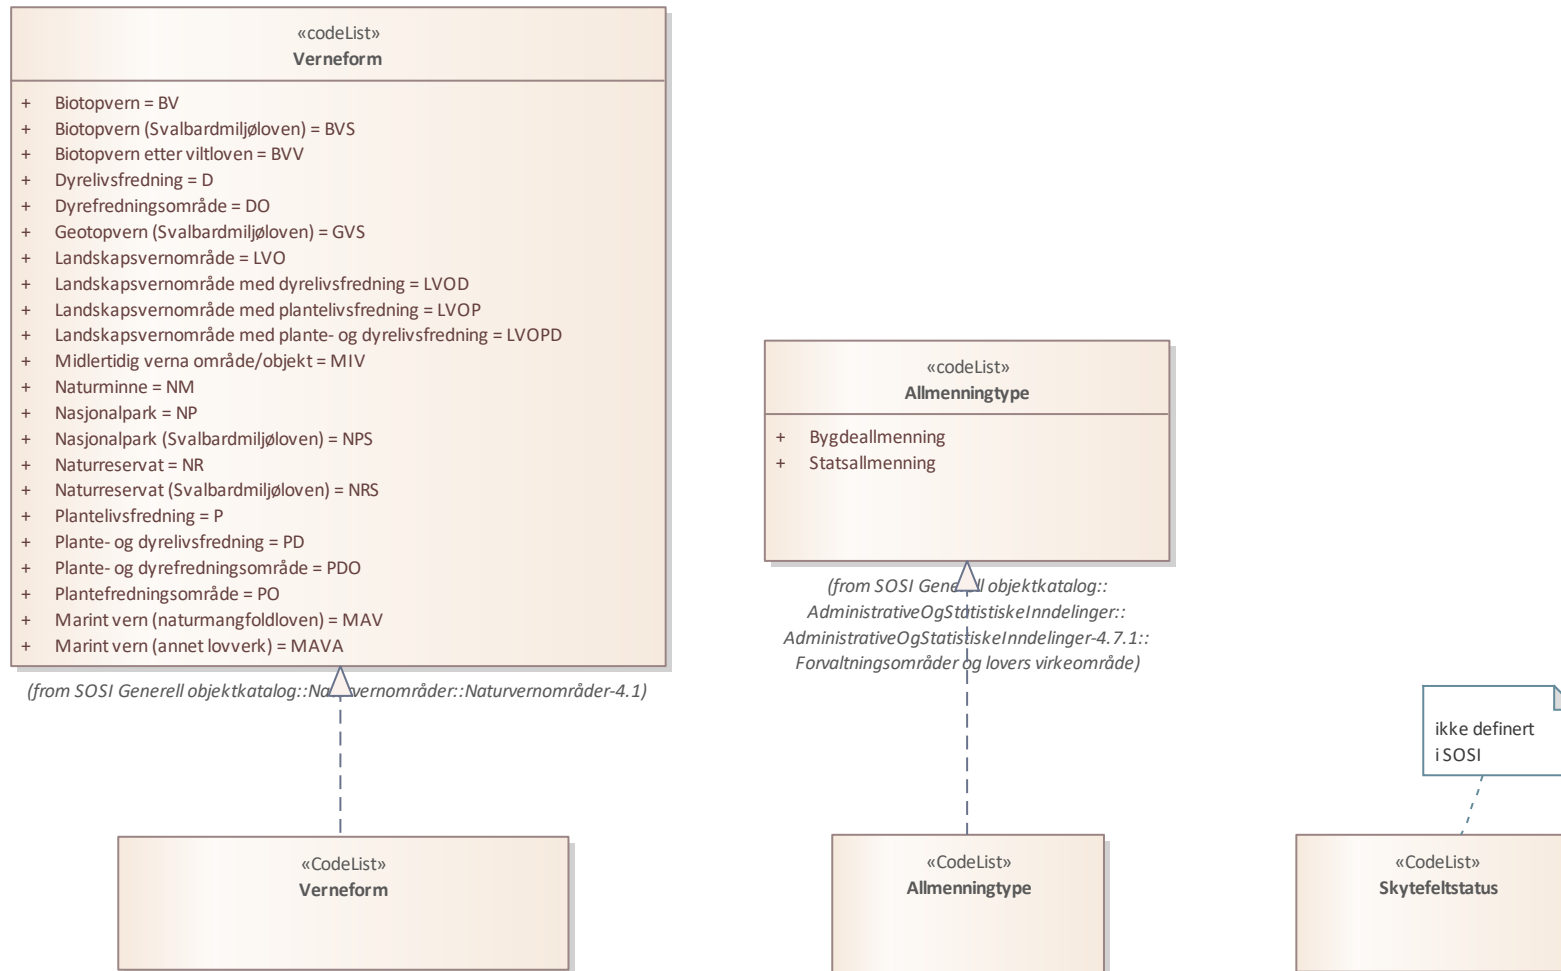 «codeList»
Verneform
+ Biotopvern = BV
+ Biotopvern (Svalbardmiljøloven) = BVS
+ Biotopvern etter viltloven = BVV
+ Dyrelivsfredning = D
+ Dyrefredningsområde = DO
+ Geotopvern (Svalbardmiljøloven) = GVS
+ Landskapsvernområde = LVO
+ Landskapsvernområde med dyrelivsfredning = LVOD
+ Landskapsvernområde med plantelivsfredning = LVOP
+ Landskapsvernområde med plante- og dyrelivsfredning = LVOPD
+ Midlertidig verna område/objekt = MIV
+ Naturminne = NM
+ Nasjonalpark = NP
+ Nasjonalpark (Svalbardmiljøloven) = NPS
+ Naturreservat = NR
+ Naturreservat (Svalbardmiljøloven) = NRS
+ Plantelivsfredning = P
+ Plante- og dyrelivsfredning = PD
+ Plante- og dyrefredningsområde = PDO
+ Plantefredningsområde = PO
+ Marint vern (naturmangfoldloven) = MAV
+ Marint vern (annet lovverk) = MAVA
(from SOSI Generell objektkatalog::Naturvernområder::Naturvernområder-4.1)
«CodeList»
Verneform
«codeList»
Allmenningtype
+ Bygdeallmenning
+ Statsallmenning
(from SOSI Generell objektkatalog::
AdministrativeOgStatistiskeInndelinger::
AdministrativeOgStatistiskeInndelinger-4.7.1::
Forvaltningsområder og lovers virkeområde)
«CodeList»
Allmenningtype
ikke definert
i SOSI
«CodeList»
Skytefeltstatus